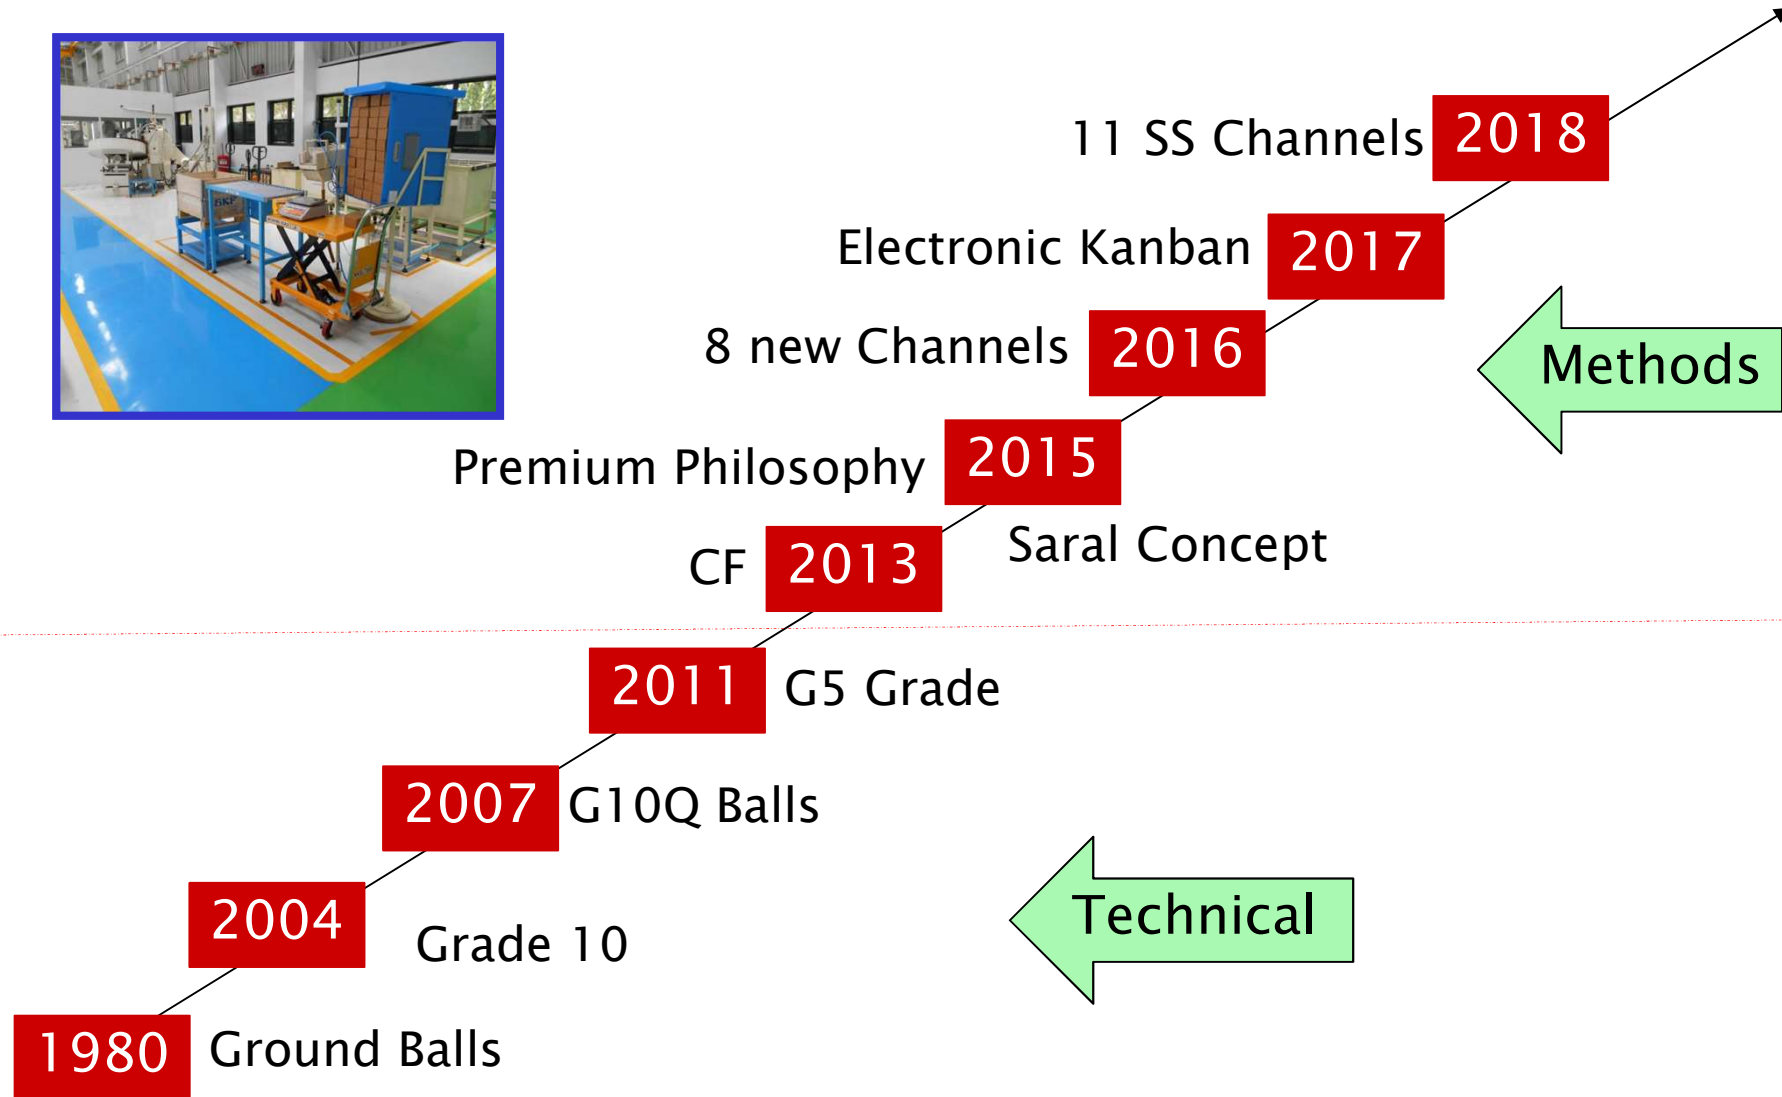 11 SS Channels 2018
Electronic Kanban 2017
8 new Channels 2016
Methods
Premium Philosophy 2015
Saral Concept
CF 2013
2011 G5 Grade
2007 G10Q Balls
2004 Grade 10
Technical
1980 Ground Balls